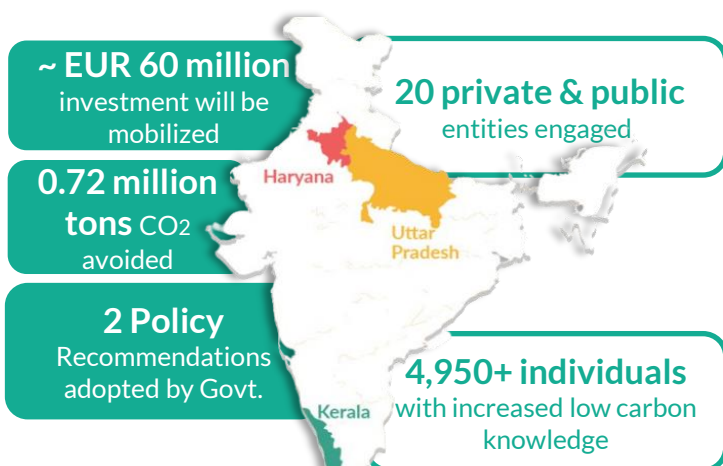 ~ EUR 60 million
investment will be
mobilized
20 private & public
entities engaged
0.72 million
tons CO2
avoided
Haryana
Uttar
Pradesh
2 Policy
Recommendations
adopted by Govt.
Kerala
4,950+ individuals
with increased low carbon
knowledge